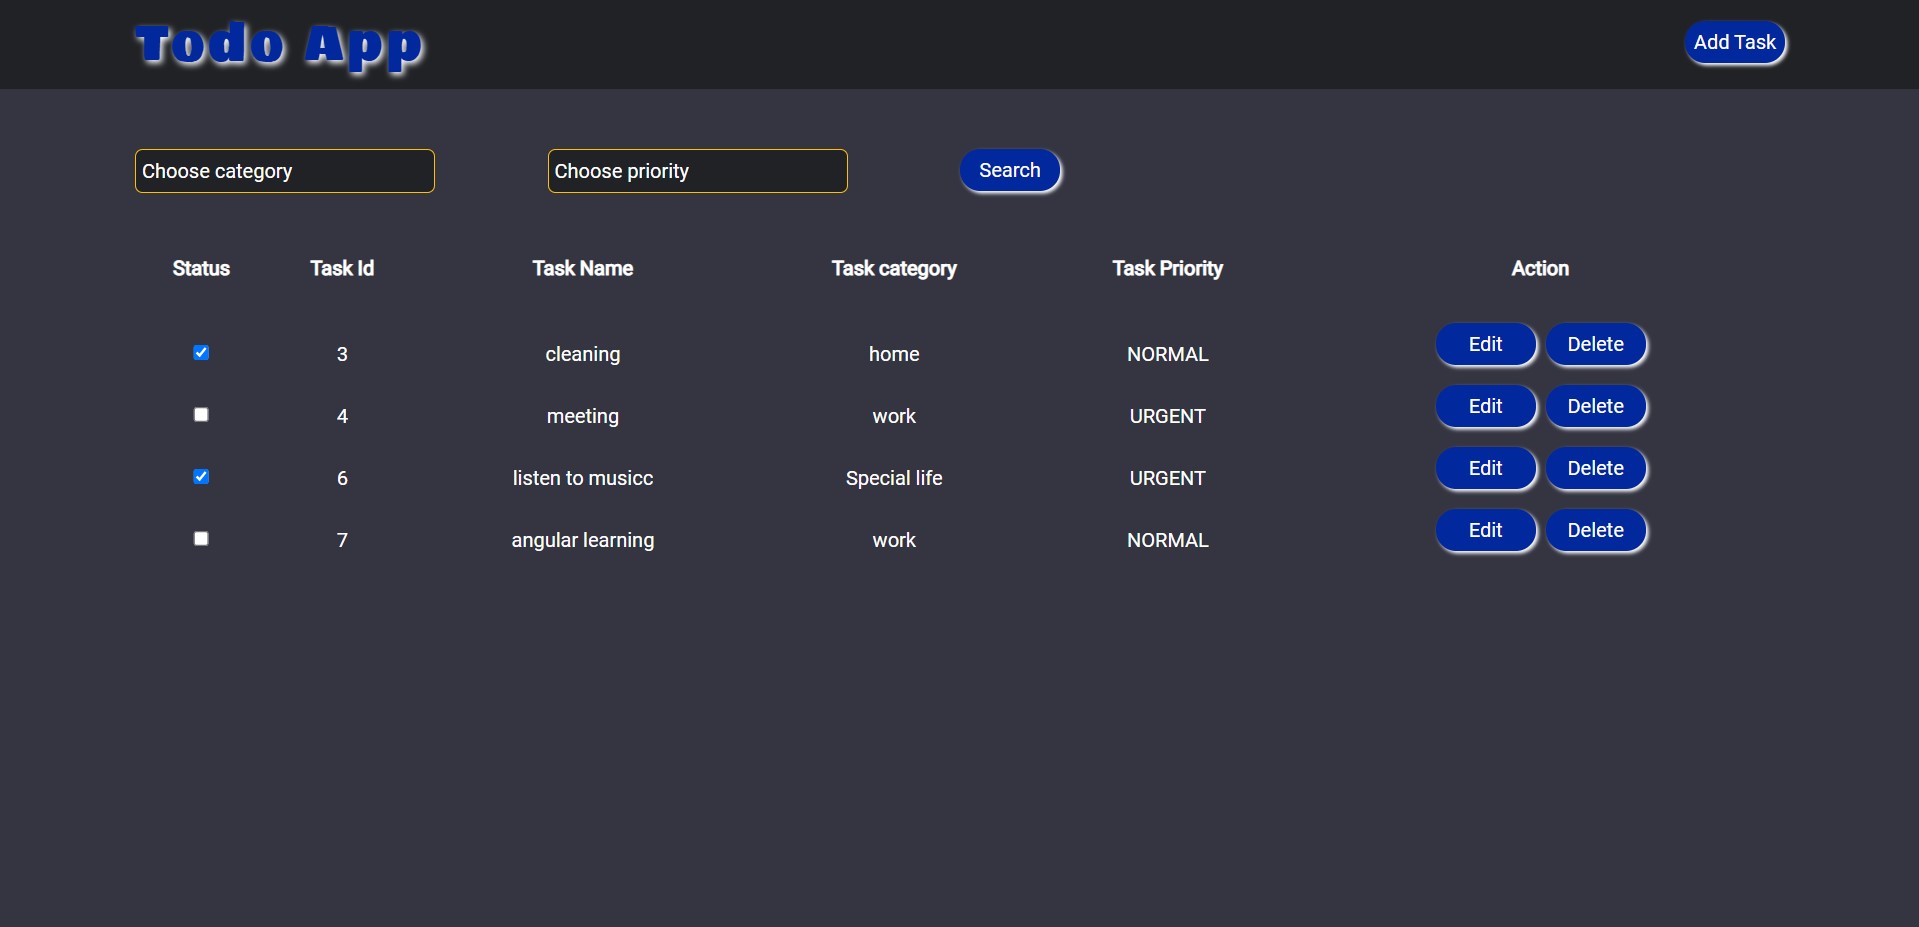 Todo App Add Task
Choose category Choose priority Search
Status Task Id Task Name Task category Task Priority Action
3 cleaning home NORMAL Edit Delete
4 meeting work URGENT Edit Delete
6 listen to musicc Special life URGENT Edit Delete
7 angular learning work NORMAL Edit Delete